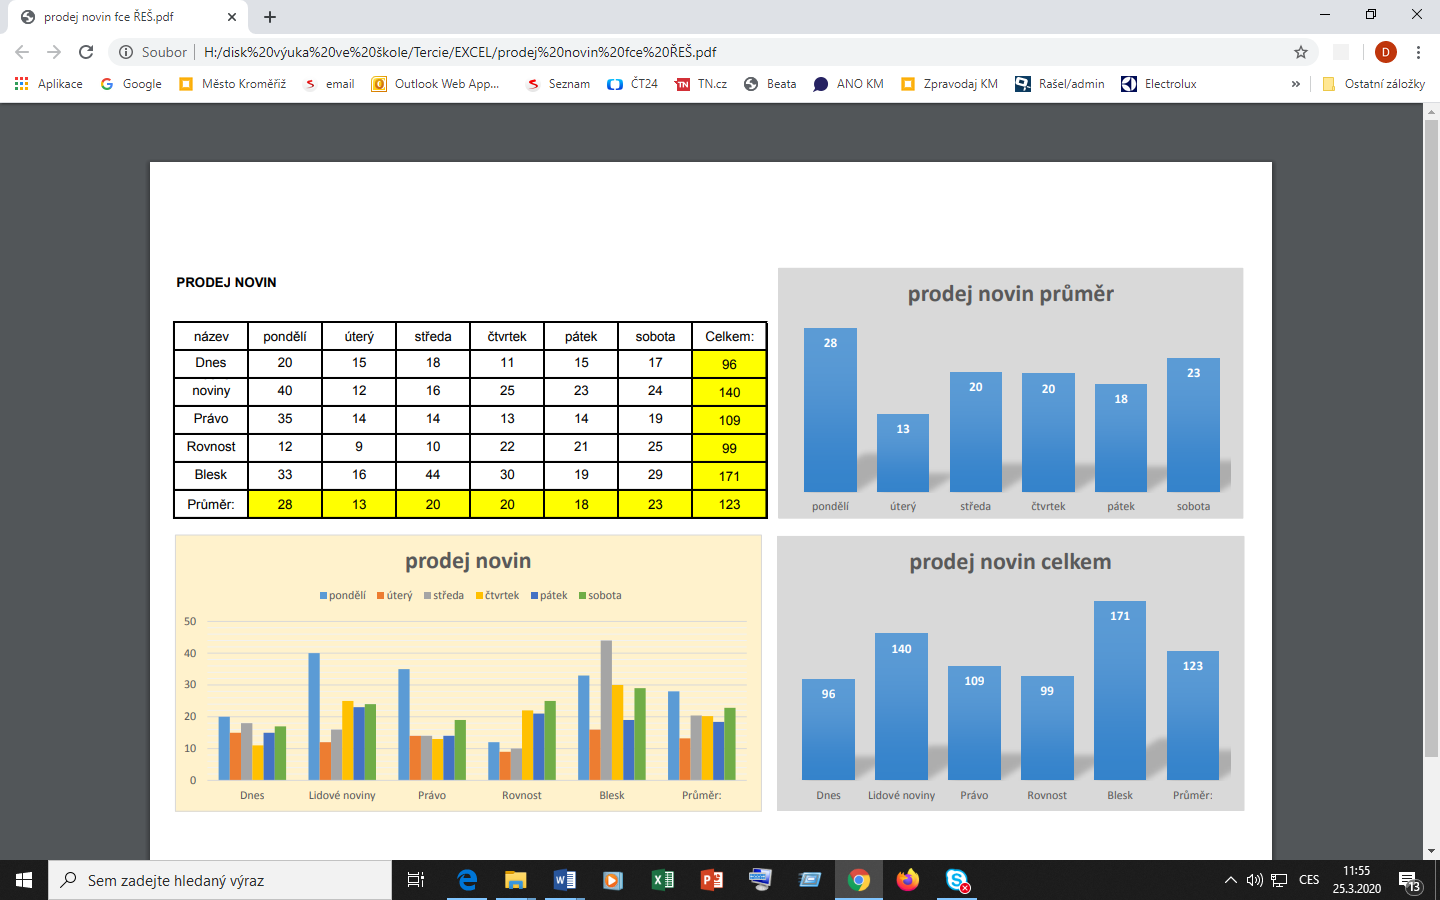 prodej novin fce ŘEŠ.pdf
Soubor H:/disk%20výuka%20ve%20škole/Tercie/EXCEL/prodej%20novin%20fce%20ŘEŠ.pdf
D
Aplikace Google Město Kroměříž email Outlook Web App... Seznam ČT24 TN.cz Beata ANO KM Zpravodaj KM Rašel/admin Electrolux » Ostatní záložky
PRODEJ NOVIN
název pondělí úterý středa čtvrtek pátek sobota Celkem:
Dnes 20 15 18 11 15 17 96
noviny 40 12 16 25 23 24 140
Právo 35 14 14 13 14 19 109
Rovnost 12 9 10 22 21 25 99
Blesk 33 16 44 30 19 29 171
Průměr: 28 13 20 20 18 23 123
prodej novin průměr
28 13 20 20 18 23
pondělí úterý středa čtvrtek pátek sobota
prodej novin
pondělí úterý středa čtvrtek pátek sobota
50
40
30
20
10
0
Dnes Lidové noviny Právo Rovnost Blesk Průměr:
prodej novin celkem
96 140 109 99 171 123
Dnes Lidové noviny Právo Rovnost Blesk Průměr:
Sem zadejte hledaný výraz
CES
11:55
25.3.2020
13